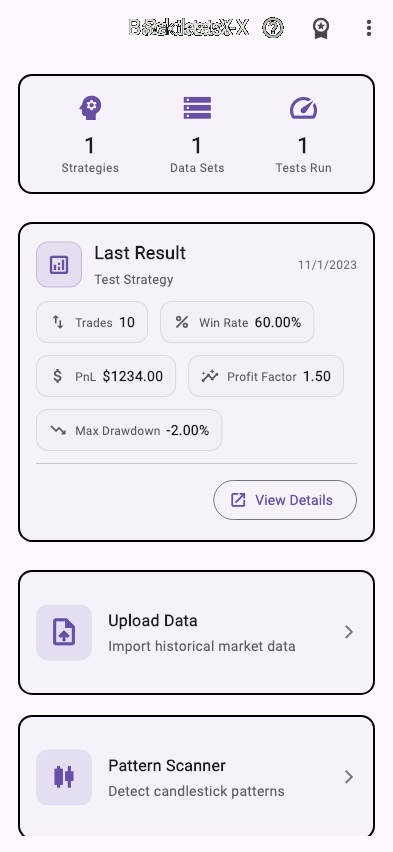 1
1
1
Strategies
Data Sets
Tests Run
Last Result
Test Strategy
11/1/2023
Trades 10
Win Rate 60.00%
PnL $1234.00
Profit Factor 1.50
Max Drawdown -2.00%
View Details
Upload Data
Import historical market data
Pattern Scanner
Detect candlestick patterns